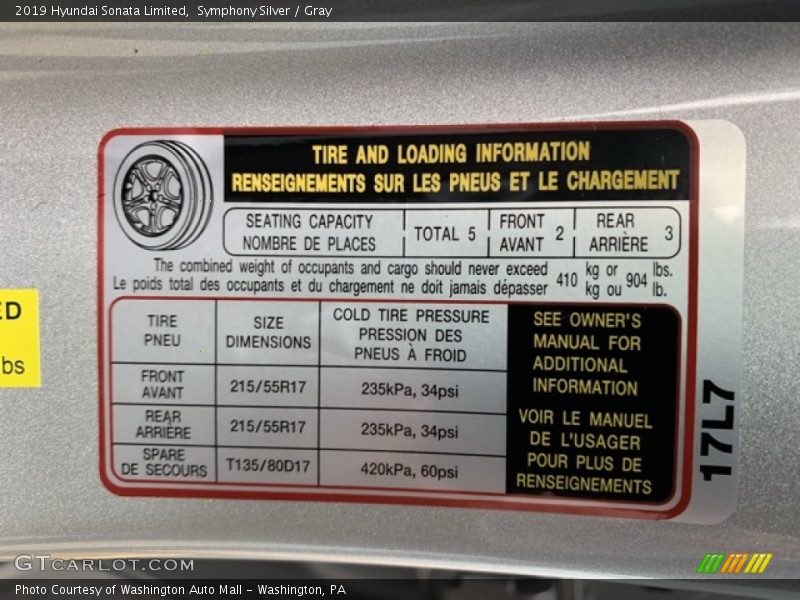 2019 Hyundai Sonata Limited,  Symphony Silver / Gray
TIRE AND LOADING INFORMATION
RENSEIGNEMENTS SUR LES PNEUS ET LE CHARGEMENT
SEATING CAPACITY
NOMBRE DE PLACES
TOTAL 5
FRONT
AVANT 2
REAR
ARRIÈRE 3
The combined weight of occupants and cargo should never exceed 410 kg or 904 lbs.
Le poids total des occupants et du chargement ne doit jamais dépasser kg ou lb.
TIRE
PNEU
SIZE
DIMENSIONS
COLD TIRE PRESSURE
PRESSION DES
PNEUS À FROID
FRONT
AVANT
215/55R17
235kPa, 34psi
REAR
ARRIÈRE
215/55R17
235kPa, 34psi
SPARE
DE SECOURS
T135/80D17
420kPa, 60psi
SEE OWNER'S
MANUAL FOR
ADDITIONAL
INFORMATION
VOIR LE MANUEL
DE L'USAGER
POUR PLUS DE
RENSEIGNEMENTS
17L7
ED
bs
GTCARLOT.COM
Photo Courtesy of Washington Auto Mall - Washington, PA